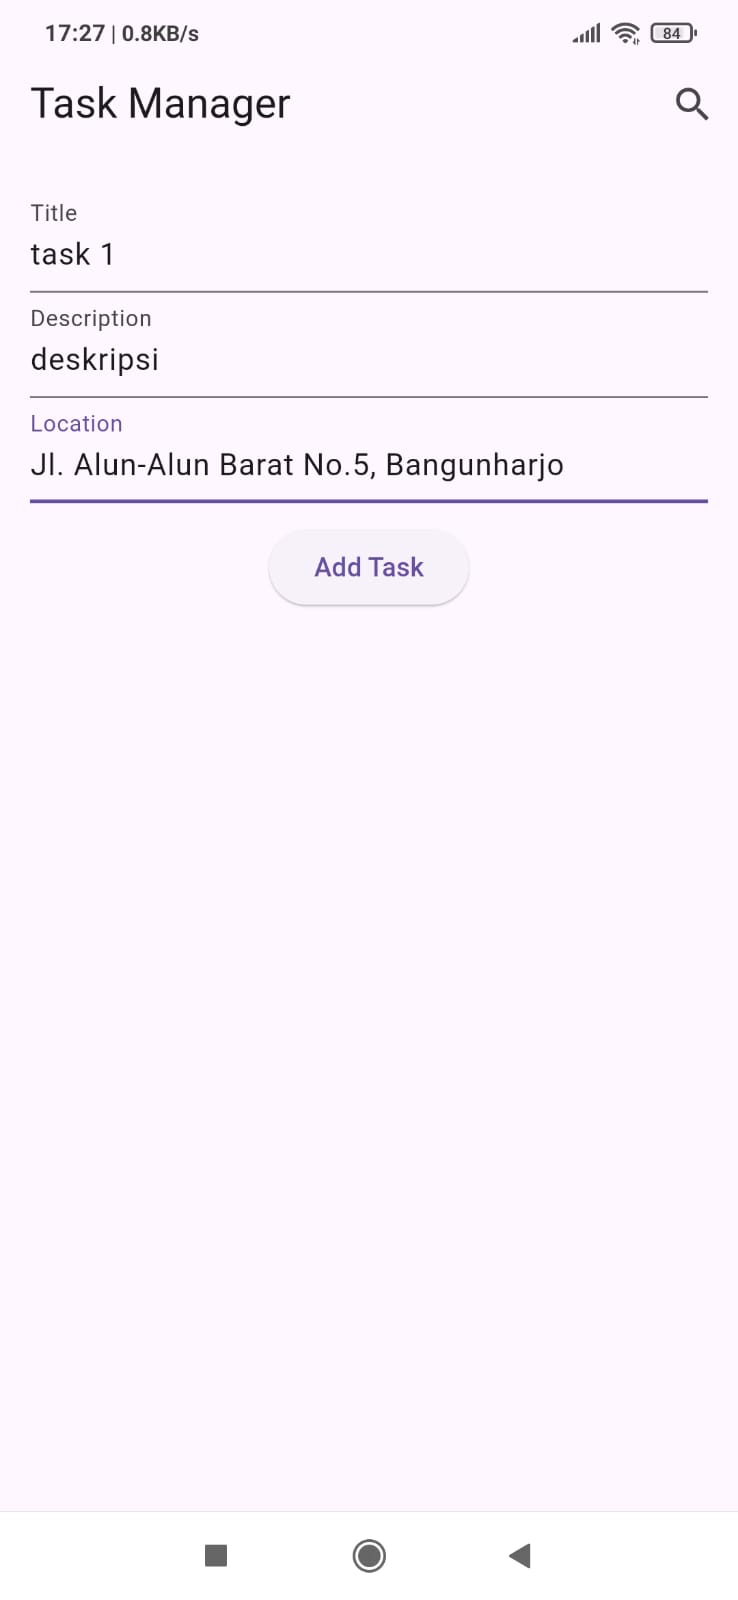 17:27 | 0.8KB/s 84
Task Manager
Title
task 1
Description
deskripsi
Location
Jl. Alun-Alun Barat No.5, Bangunharjo
Add Task